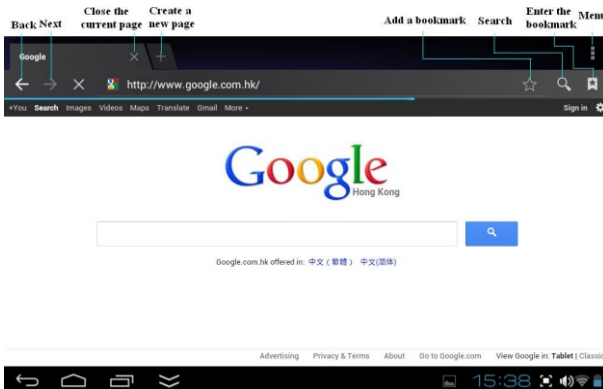 Back Next
Close the
current page
Create a
new page
Add a bookmark
Search
Enter the
bookmark
Menu
Google
http://www.google.com.hk/
+You Search Images Videos Maps Translate Gmail More
Sign in
Google
Hong Kong
Google.com.hk offered in: 中文（繁體） 中文(简体)
Advertising Privacy & Terms About Go to Google.com View Google in: Tablet | Classic
15:38